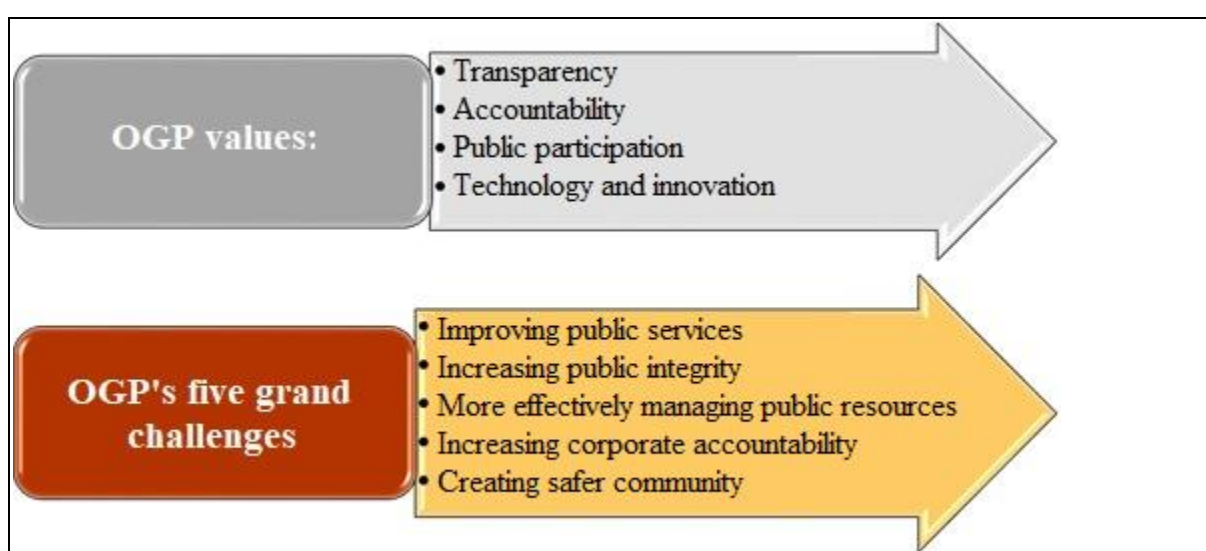 OGP values:
• Transparency
• Accountability
• Public participation
• Technology and innovation
OGP's five grand
challenges
• Improving public services
• Increasing public integrity
• More effectively managing public resources
• Increasing corporate accountability
• Creating safer community